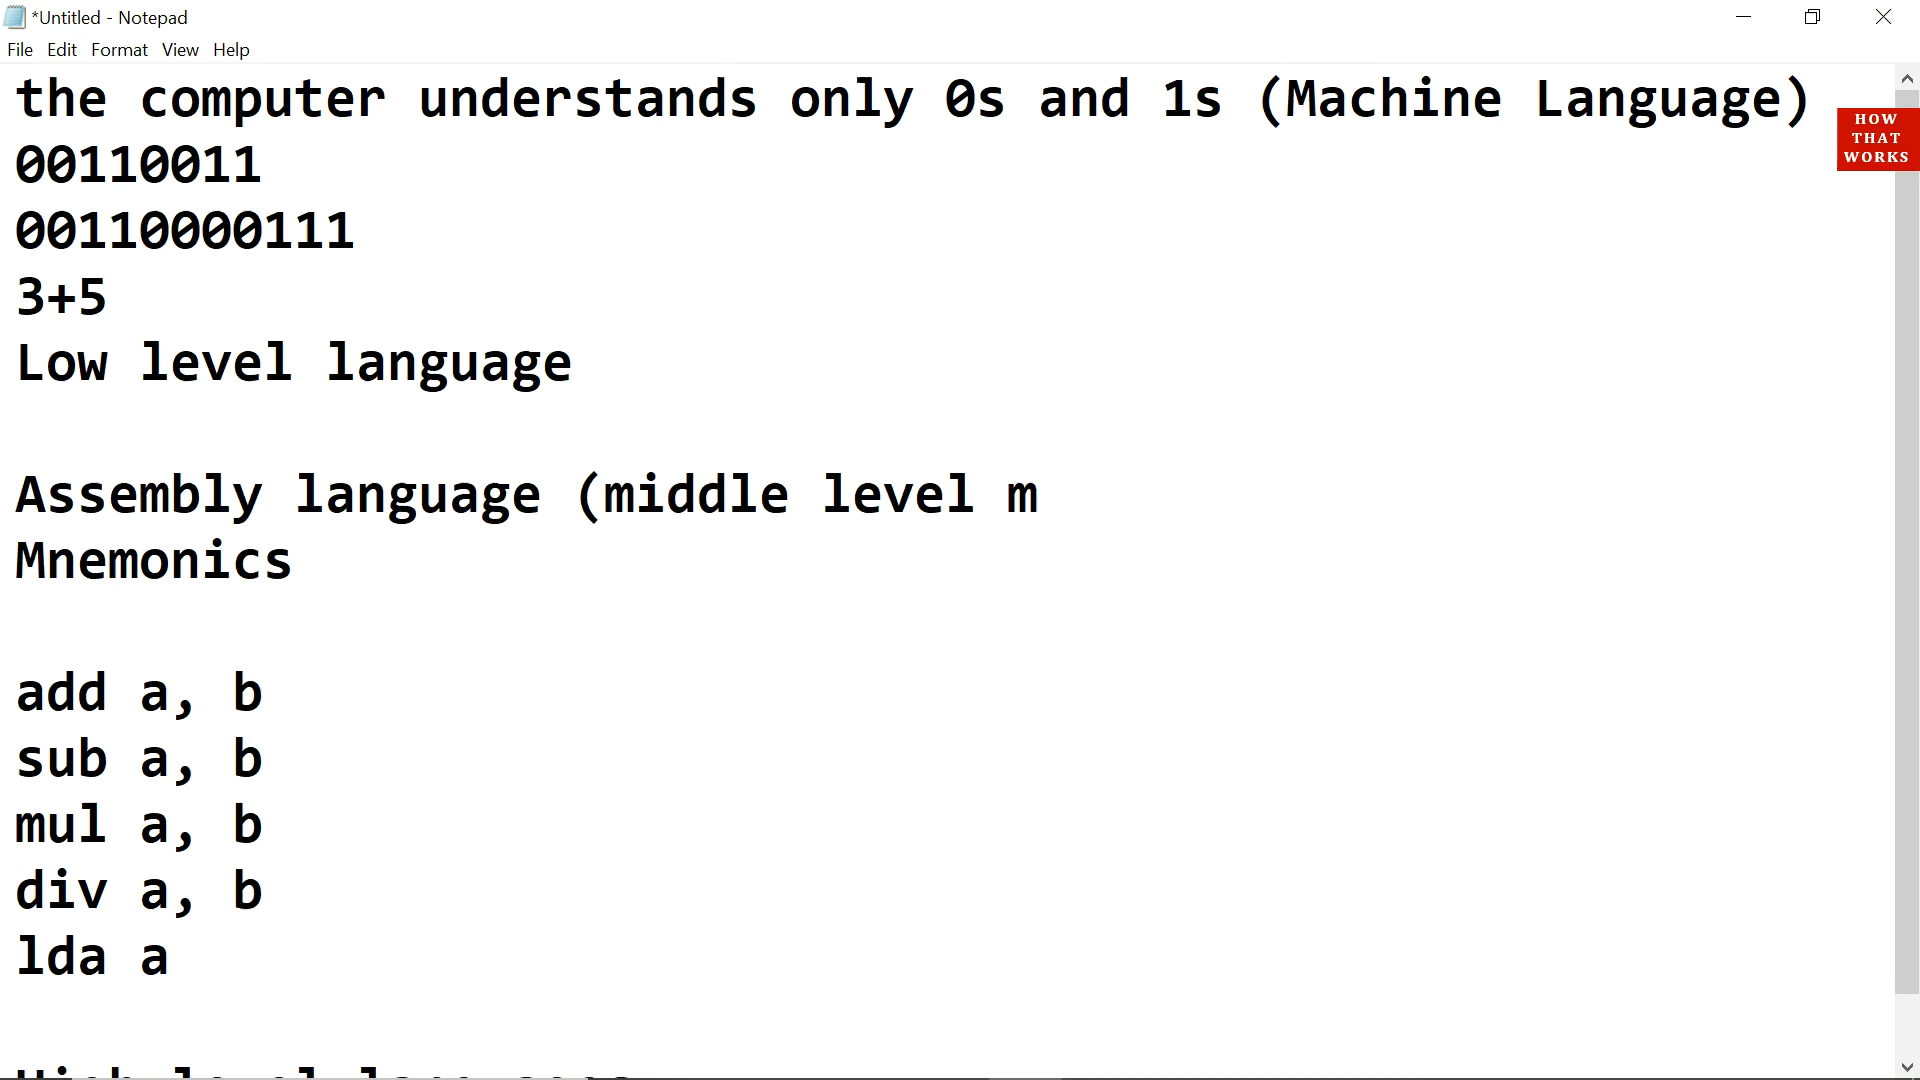 *Untitled - Notepad
File Edit Format View Help
the computer understands only 0s and 1s (Machine Language)
HOW
THAT
WORKS
00110011
00110000111
3+5
Low level language
Assembly language (middle level m
Mnemonics
add a, b
sub a, b
mul a, b
div a, b
lda a